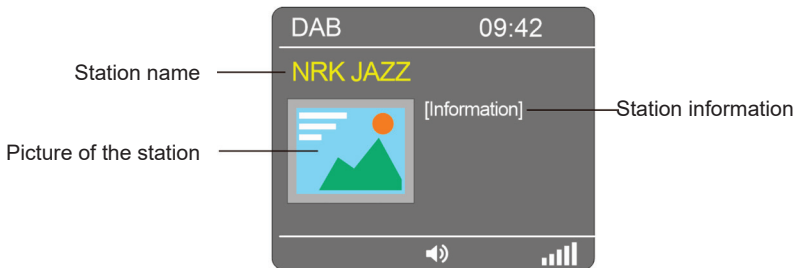 DAB 09:42
Station name
NRK JAZZ
[Information]
Station information
Picture of the station